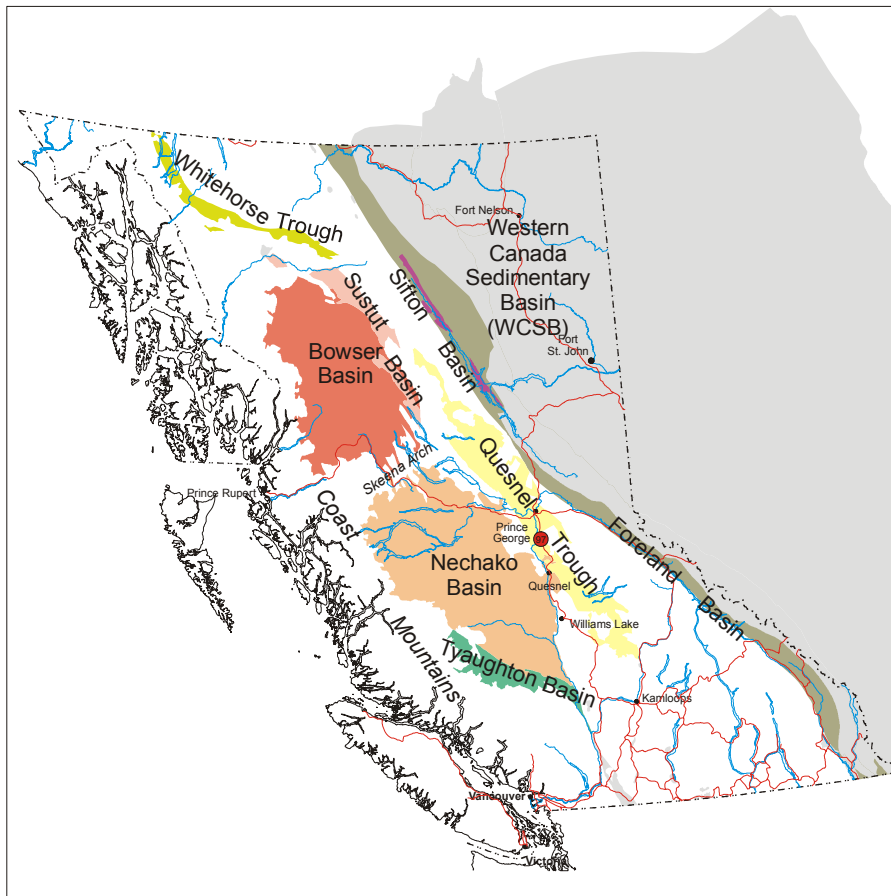 Whitehorse Trough
Fort Nelson
Western
Canada
Sedimentary
Basin
(WCSB)
Sifton Basin
Sustut Basin
Bowser
Basin
Fort
St. John
Quesnel Trough
Skeena Arch
Prince Rupert
Coast Mountains
Prince
George
97
Foreland Basin
Nechako
Basin
Quesnel
Williams Lake
Tyaughton Basin
Kamloops
Vancouver
Victoria